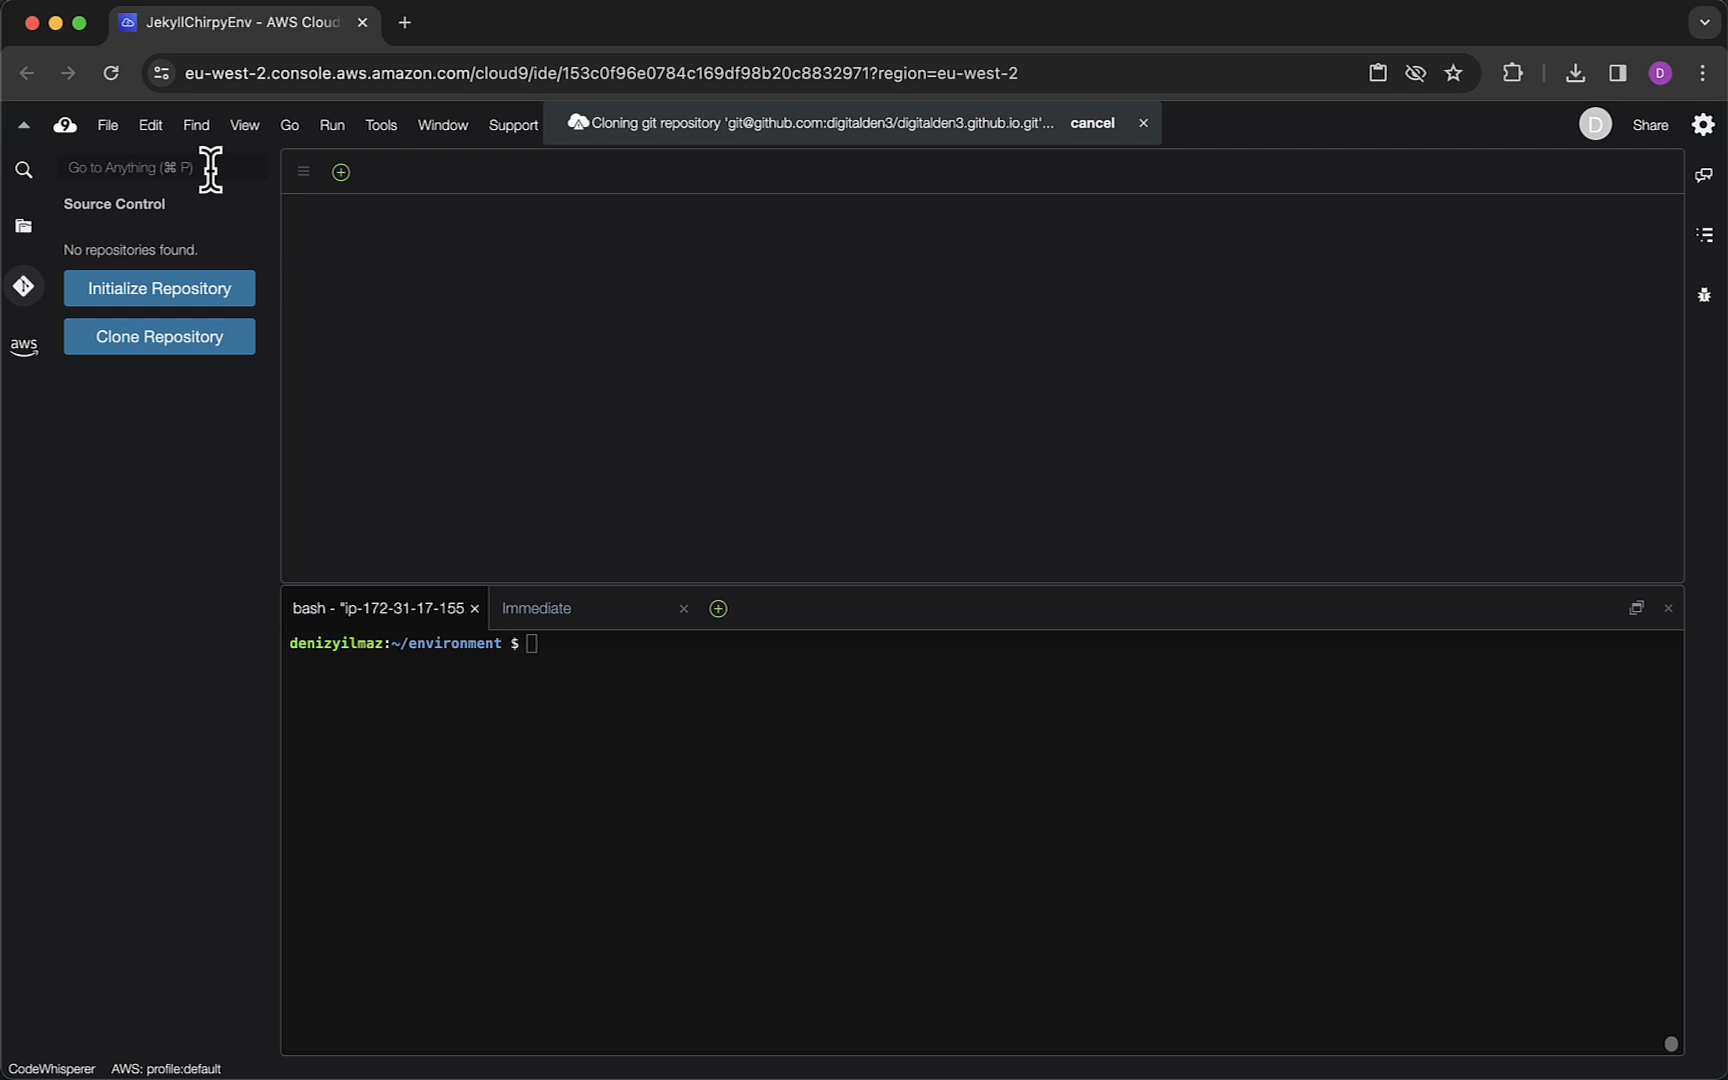 JekyllChirpyEnv - AWS Cloud
eu-west-2.console.aws.amazon.com/cloud9/ide/153c0f96e0784c169df98b20c8832971?region=eu-west-2
D
9
File Edit Find View Go Run Tools Window Support
Cloning git repository 'git@github.com:digitalden3/digitalden3.github.io.git'... cancel
D
Share
Go to Anything (⌘ P)
Source Control
No repositories found.
Initialize Repository
Clone Repository
aws
bash - "ip-172-31-17-155
Immediate
denizyilmaz:~/environment $
CodeWhisperer AWS: profile:default